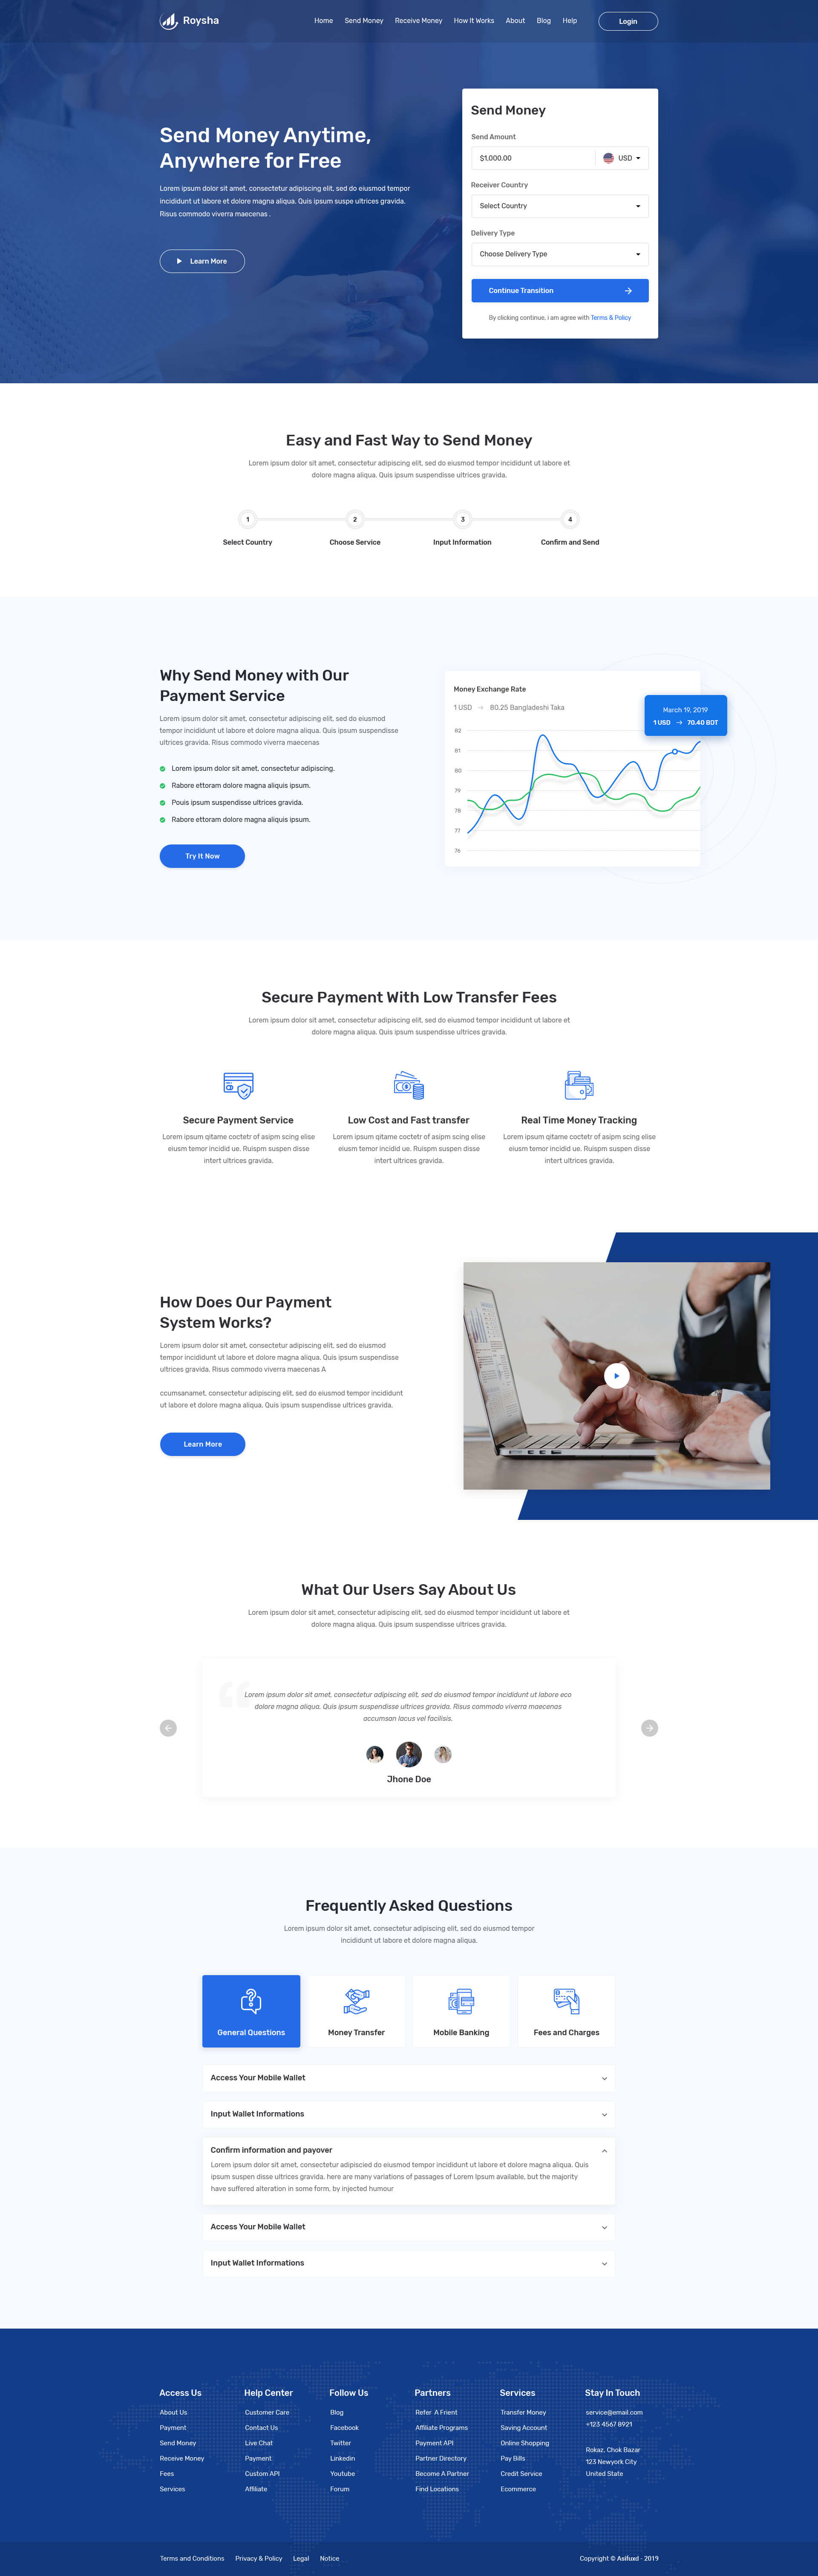 Roysha
Home Send Money Receive Money How It Works About Blog Help Login
Send Money Anytime,
Anywhere for Free
Lorem ipsum dolor sit amet, consectetur adipiscing elit, sed do eiusmod tempor
incididunt ut labore et dolore magna aliqua. Quis ipsum suspe ultrices gravida.
Risus commodo viverra maecenas .
Learn More
Send Money
Send Amount
$1,000.00 USD
Receiver Country
Select Country
Delivery Type
Choose Delivery Type
Continue Transition
By clicking continue, i am agree with Terms & Policy
Easy and Fast Way to Send Money
Lorem ipsum dolor sit amet, consectetur adipiscing elit, sed do eiusmod tempor incididunt ut labore et
dolore magna aliqua. Quis ipsum suspendisse ultrices gravida.
1 2 3 4
Select Country Choose Service Input Information Confirm and Send
Why Send Money with Our
Payment Service
Lorem ipsum dolor sit amet, consectetur adipiscing elit, sed do eiusmod
tempor incididunt ut labore et dolore magna aliqua. Quis ipsum suspendisse
ultrices gravida. Risus commodo viverra maecenas
Lorem ipsum dolor sit amet, consectetur adipiscing.
Rabore ettoram dolore magna aliquis ipsum.
Pouis ipsum suspendisse ultrices gravida.
Rabore ettoram dolore magna aliquis ipsum.
Try It Now
Money Exchange Rate
1 USD → 80.25 Bangladeshi Taka
March 19, 2019
1 USD → 70.40 BDT
82
81
80
79
78
77
76
Secure Payment With Low Transfer Fees
Lorem ipsum dolor sit amet, consectetur adipiscing elit, sed do eiusmod tempor incididunt ut labore et
dolore magna aliqua. Quis ipsum suspendisse ultrices gravida.
Secure Payment Service
Lorem ipsum qitame coctetr of asipm scing elise
eiusm temor incidid ue. Ruispm suspen disse
intert ultrices gravida.
Low Cost and Fast transfer
Lorem ipsum qitame coctetr of asipm scing elise
eiusm temor incidid ue. Ruispm suspen disse
intert ultrices gravida.
Real Time Money Tracking
Lorem ipsum qitame coctetr of asipm scing elise
eiusm temor incidid ue. Ruispm suspen disse
intert ultrices gravida.
How Does Our Payment
System Works?
Lorem ipsum dolor sit amet, consectetur adipiscing elit, sed do eiusmod
tempor incididunt ut labore et dolore magna aliqua. Quis ipsum suspendisse
ultrices gravida. Risus commodo viverra maecenas A
ccumsanamet, consectetur adipiscing elit, sed do eiusmod tempor incididunt
ut labore et dolore magna aliqua. Quis ipsum suspendisse ultrices gravida.
Learn More
What Our Users Say About Us
Lorem ipsum dolor sit amet, consectetur adipiscing elit, sed do eiusmod tempor incididunt ut labore et
dolore magna aliqua. Quis ipsum suspendisse ultrices gravida.
Lorem ipsum dolor sit amet, consectetur adipiscing elit, sed do eiusmod tempor incididunt ut labore eco
dolore magna aliqua. Quis ipsum suspendisse ultrices gravida. Risus commodo viverra maecenas
accumsan lacus vel facilisis.
Jhone Doe
Frequently Asked Questions
Lorem ipsum dolor sit amet, consectetur adipiscing elit, sed do eiusmod tempor
incididunt ut labore et dolore magna aliqua.
General Questions Money Transfer Mobile Banking Fees and Charges
Access Your Mobile Wallet
Input Wallet Informations
Confirm information and payover
Lorem ipsum dolor sit amet, consectetur adipiscied do eiusmod tempor incididunt ut labore et dolore magna aliqua. Quis
ipsum suspen disse ultrices gravida. here are many variations of passages of Lorem Ipsum available, but the majority
have suffered alteration in some form, by injected humour
Access Your Mobile Wallet
Input Wallet Informations
Access Us
About Us
Payment
Send Money
Receive Money
Fees
Services
Help Center
Customer Care
Contact Us
Live Chat
Payment
Custom API
Affiliate
Follow Us
Blog
Facebook
Twitter
Linkedin
Youtube
Forum
Partners
Refer A Frient
Affiliate Programs
Payment API
Partner Directory
Become A Partner
Find Locations
Services
Transfer Money
Saving Account
Online Shopping
Pay Bills
Credit Service
Ecommerce
Stay In Touch
service@email.com
+123 4567 8921
Rokaz, Chok Bazar
123 Newyork City
United State
Terms and Conditions Privacy & Policy Legal Notice
Copyright © Asifuxd - 2019